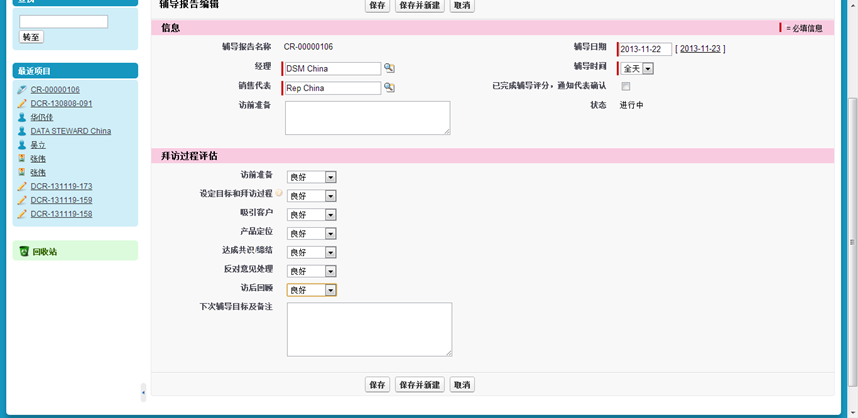 辅导报告编辑
保存 保存并新建 取消
转至
最近项目
CR-00000106
DCR-130808-091
华仍佳
DATA STEWARD China
吴立
张伟
张伟
DCR-131119-173
DCR-131119-159
DCR-131119-158
回收站
信息
= 必填信息
辅导报告名称 CR-00000106
辅导日期 2013-11-22 [ 2013-11-23 ]
经理 DSM China
辅导时间 全天
销售代表 Rep China
已完成辅导评分，通知代表确认
访前准备
状态 进行中
拜访过程评估
访前准备 良好
设定目标和拜访过程 良好
吸引客户 良好
产品定位 良好
达成共识/缔结 良好
反对意见处理 良好
访后回顾 良好
下次辅导目标及备注
保存 保存并新建 取消